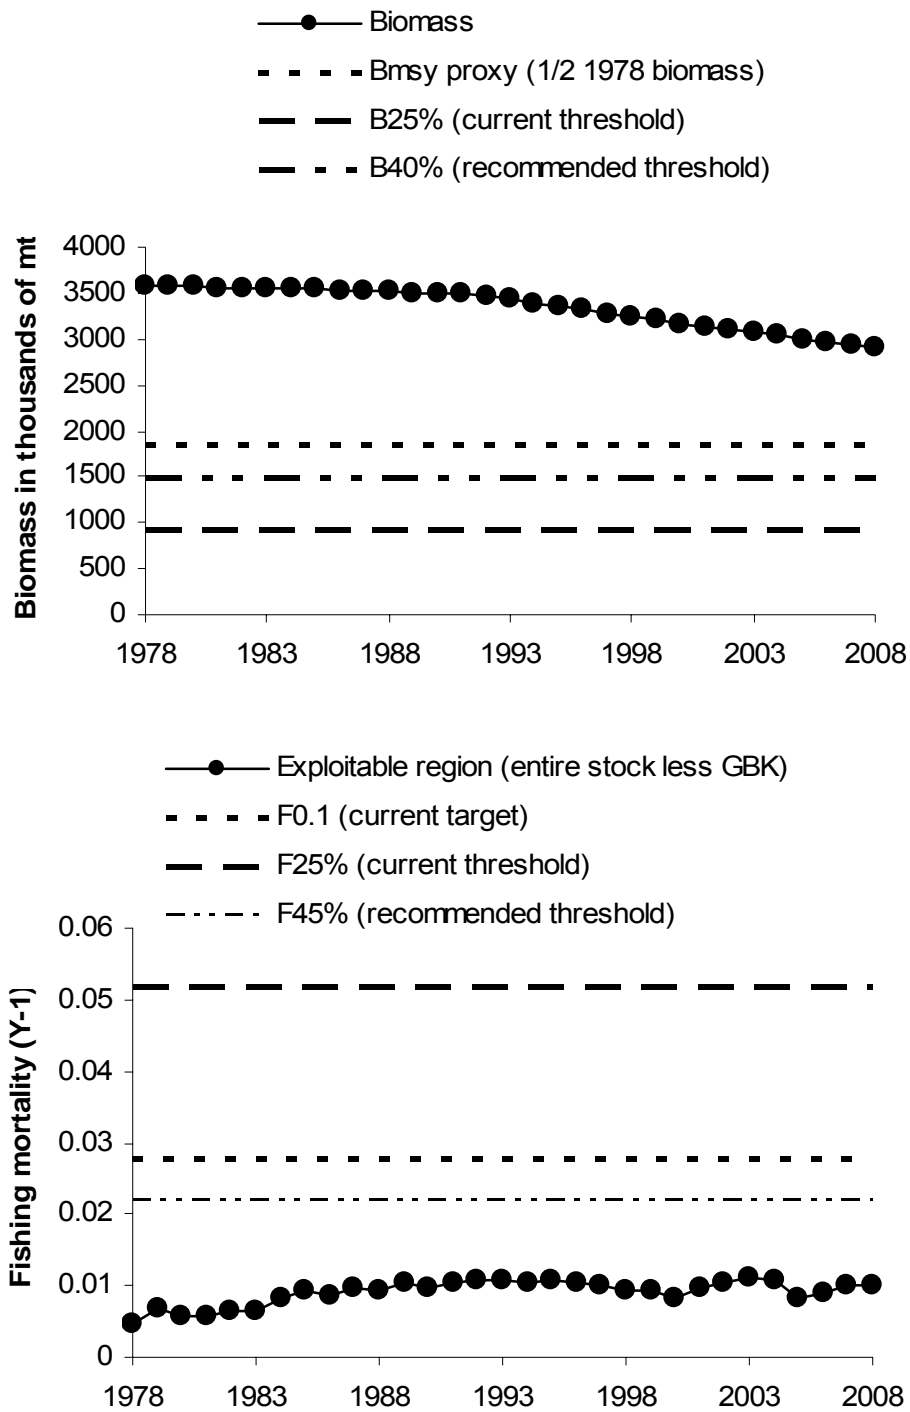 Biomass
Bmsy proxy (1/2 1978 biomass)
B25% (current threshold)
B40% (recommended threshold)
Biomass in thousands of mt
4000
3500
3000
2500
2000
1500
1000
500
0
1978 1983 1988 1993 1998 2003 2008
Exploitable region (entire stock less GBK)
F0.1 (current target)
F25% (current threshold)
F45% (recommended threshold)
Fishing mortality (Y-1)
0.06
0.05
0.04
0.03
0.02
0.01
0
1978 1983 1988 1993 1998 2003 2008